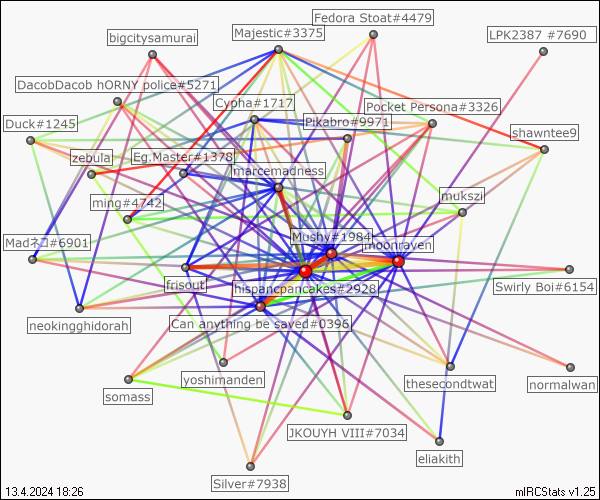 Fedora Stoat#4479
bigcitysamurai
Majestic#3375
LPK2387 #7690
DacobDacob hORNY police#5271
Cypha#1717
Pocket Persona#3326
Duck#1245
Pikabro#9971
shawntee9
zebula
Eg.Master#1378
marcemadness
ming#4742
mukszi
Madネコ#6901
Mushy#1984
moonraven
frisout
hispancpancakes#2928
Swirly Boi#6154
neokingghidorah
Can anything be saved#0396
yoshimanden
thesecondtwat
normalwan
somass
JKOUYH VIII#7034
eliakith
Silver#7938
13.4.2024 18:26
mIRCStats v1.25